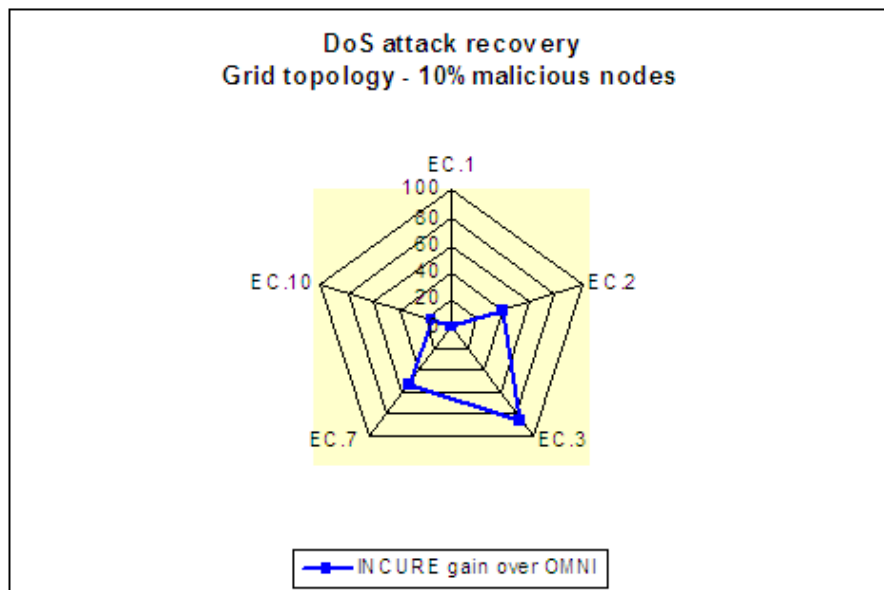 DoS attack recovery
Grid topology - 10% malicious nodes
EC.1
100
80
60
40
20
0
EC.2
EC.10
EC.7
EC.3
INCURE gain over OMNI